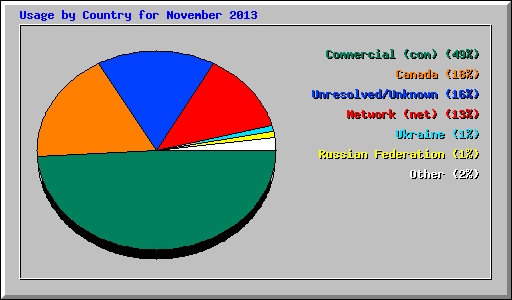 Usage by Country for November 2013
Commercial (com) (49%)
Canada (18%)
Unresolved/Unknown (16%)
Network (net) (13%)
Ukraine (1%)
Russian Federation (1%)
Other (2%)